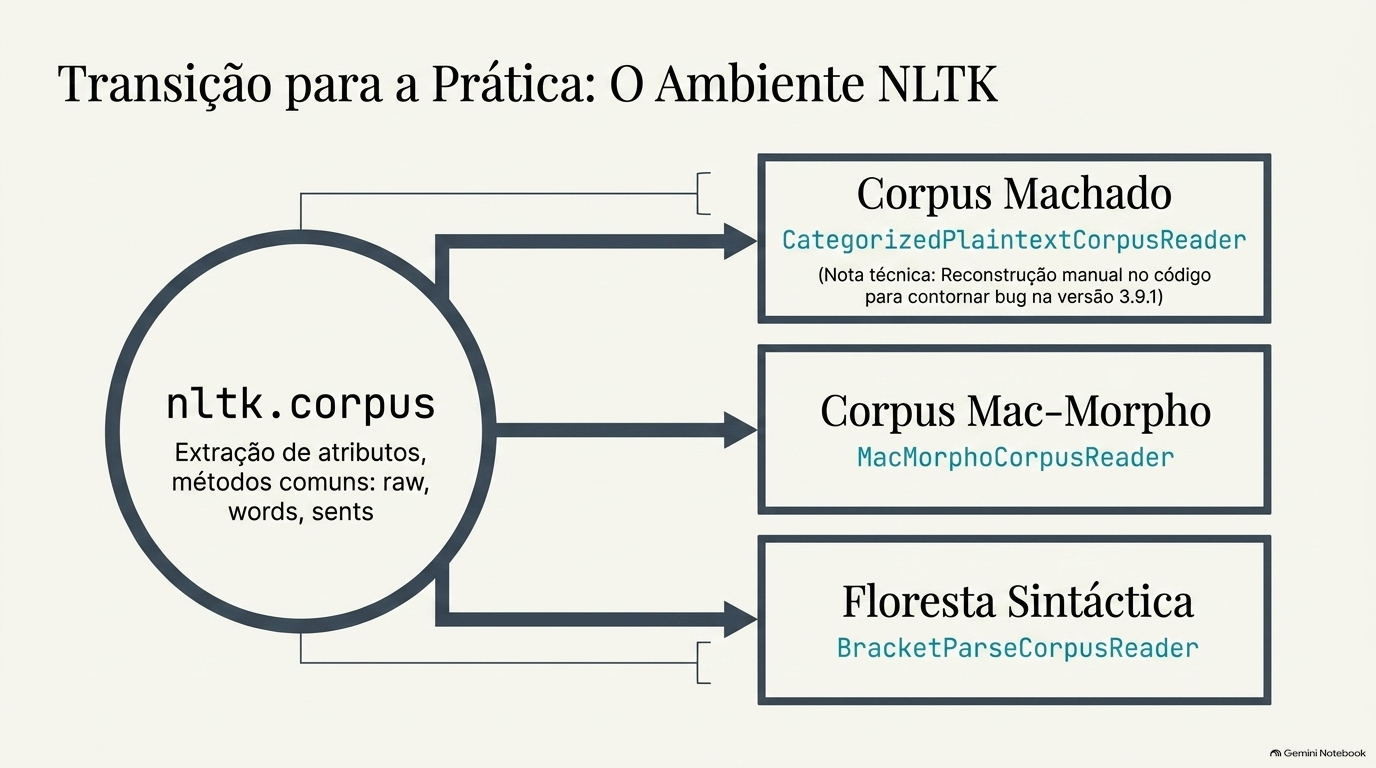 Transição para a Prática: O Ambiente NLTK
nltk.corpus
Extração de atributos,
métodos comuns: raw,
words, sents
Corpus Machado
CategorizedPlaintextCorpusReader
(Nota técnica: Reconstrução manual no código
para contornar bug na versão 3.9.1)
Corpus Mac-Morpho
MacMorphoCorpusReader
Floresta Sintáctica
BracketParseCorpusReader
Gemini Notebook